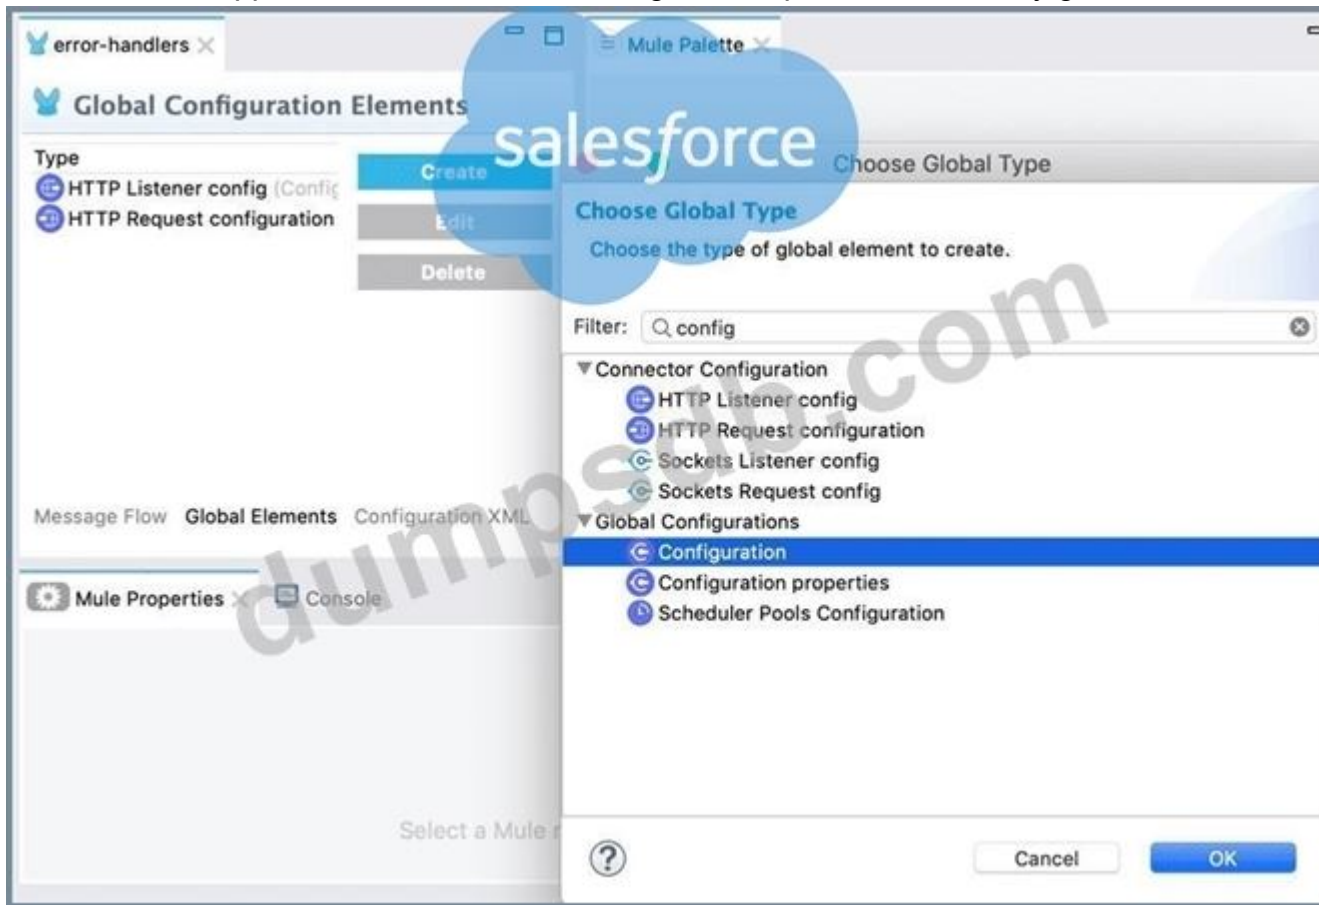 error-handlers
Mule Palette
Global Configuration Elements
salesforce
Type
HTTP Listener config (Config
HTTP Request configuration
Create
Edit
Delete
Choose Global Type
Choose Global Type
Choose the type of global element to create.
Filter: config
Connector Configuration
HTTP Listener config
HTTP Request configuration
Sockets Listener config
Sockets Request config
Global Configurations
Configuration
Configuration properties
Scheduler Pools Configuration
Message Flow Global Elements Configuration XML
Mule Properties Console
Select a Mule
Cancel OK
dumpsdb.com